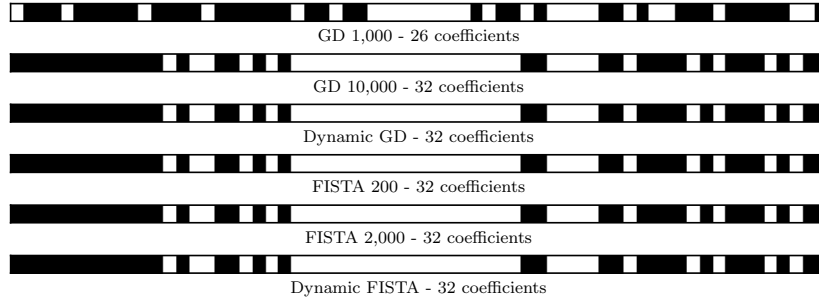 GD 1,000 - 26 coefficients
GD 10,000 - 32 coefficients
Dynamic GD - 32 coefficients
FISTA 200 - 32 coefficients
FISTA 2,000 - 32 coefficients
Dynamic FISTA - 32 coefficients